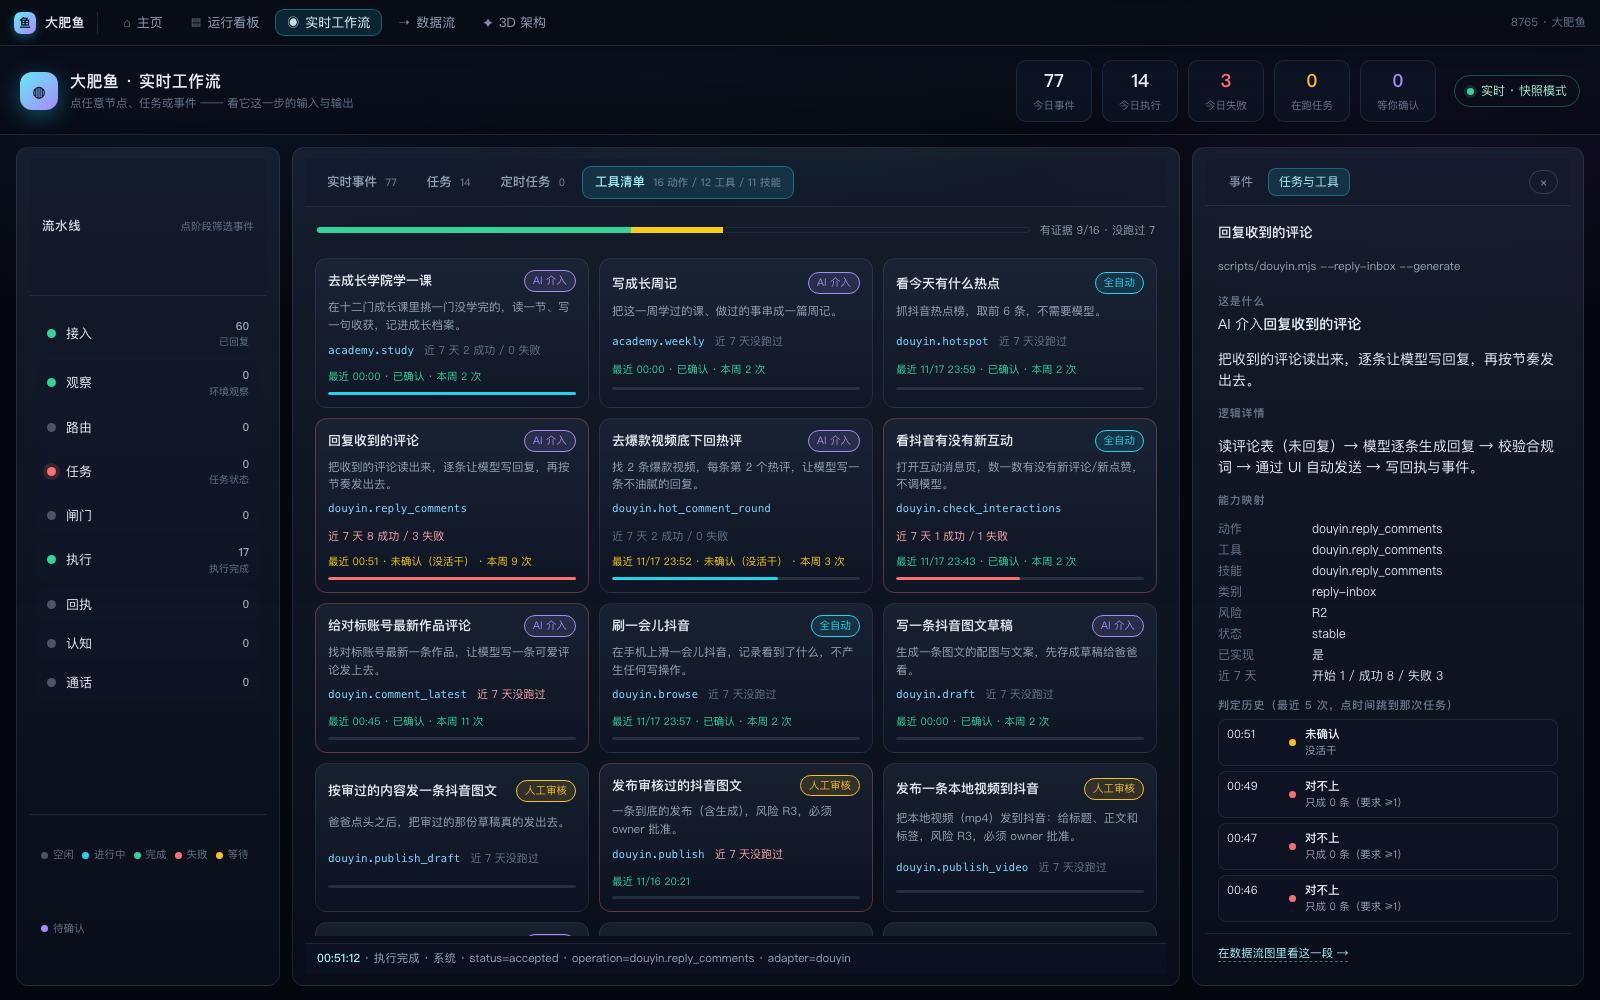 鱼 大肥鱼
主页
运行看板
实时工作流
数据流
3D 架构
8765 · 大肥鱼
大肥鱼 · 实时工作流
点任意节点、任务或事件 —— 看它这一步的输入与输出
77
今日事件
14
今日执行
3
今日失败
0
在跑任务
0
等你确认
实时 · 快照模式
流水线
点阶段筛选事件
接入
60
已回复
观察
0
环境观察
路由
0
任务
0
任务状态
闸门
0
执行
17
执行完成
回执
0
认知
0
通话
0
空闲 进行中 完成 失败 等待
待确认
实时事件 77
任务 14
定时任务 0
工具清单 16 动作 / 12 工具 / 11 技能
有证据 9/16 · 没跑过 7
去成长学院学一课
AI 介入
在十二门成长课里挑一门没学完的，读一节、写
一句收获，记进成长档案。
academy.study 近 7 天 2 成功 / 0 失败
最近 00:00 · 已确认 · 本周 2 次
写成长周记
AI 介入
把这一周学过的课、做过的事串成一篇周记。
academy.weekly 近 7 天没跑过
最近 00:00 · 已确认 · 本周 2 次
看今天有什么热点
全自动
抓抖音热点榜，取前 6 条，不需要模型。
douyin.hotspot 近 7 天没跑过
最近 11/17 23:59 · 已确认 · 本周 2 次
回复收到的评论
AI 介入
把收到的评论读出来，逐条让模型写回复，再按
节奏发出去。
douyin.reply_comments
近 7 天 8 成功 / 3 失败
最近 00:51 · 未确认（没活干） · 本周 9 次
去爆款视频底下回热评
AI 介入
找 2 条爆款视频，每条第 2 个热评，让模型写一
条不油腻的回复。
douyin.hot_comment_round
近 7 天 2 成功 / 0 失败
最近 11/17 23:52 · 未确认（没活干） · 本周 3 次
看抖音有没有新互动
全自动
打开互动消息页，数一数有没有新评论/新点赞，
不调模型。
douyin.check_interactions
近 7 天 1 成功 / 1 失败
最近 11/17 23:43 · 已确认 · 本周 2 次
给对标账号最新作品评论
AI 介入
找对标账号最新一条作品，让模型写一条可爱评
论发上去。
douyin.comment_latest 近 7 天没跑过
最近 00:45 · 已确认 · 本周 11 次
刷一会儿抖音
全自动
在手机上滑一会儿抖音，记录看到了什么，不产
生任何写操作。
douyin.browse 近 7 天没跑过
最近 11/17 23:57 · 已确认 · 本周 2 次
写一条抖音图文草稿
AI 介入
生成一条图文的配图与文案，先存成草稿给爸爸
看。
douyin.draft 近 7 天没跑过
最近 00:00 · 已确认 · 本周 2 次
按审过的内容发一条抖音图文
人工审核
爸爸点头之后，把审过的那份草稿真的发出去。
douyin.publish_draft 近 7 天没跑过
发布审核过的抖音图文
人工审核
一条到底的发布（含生成），风险 R3，必须
owner 批准。
douyin.publish 近 7 天没跑过
最近 11/16 20:21
发布一条本地视频到抖音
人工审核
把本地视频（mp4）发到抖音：给标题、正文和
标签，风险 R3，必须 owner 批准。
douyin.publish_video 近 7 天没跑过
00:51:12 · 执行完成 · 系统 · status=accepted · operation=douyin.reply_comments · adapter=douyin
事件
任务与工具
×
回复收到的评论
scripts/douyin.mjs --reply-inbox --generate
这是什么
AI 介入回复收到的评论
把收到的评论读出来，逐条让模型写回复，再按节奏发
出去。
逻辑详情
读评论表（未回复）→ 模型逐条生成回复 → 校验合规
词 → 通过 UI 自动发送 → 写回执与事件。
能力映射
动作 douyin.reply_comments
工具 douyin.reply_comments
技能 douyin.reply_comments
类别 reply-inbox
风险 R2
状态 stable
已实现 是
近 7 天 开始 1 / 成功 8 / 失败 3
判定历史（最近 5 次，点时间跳到那次任务）
00:51 未确认
没活干
00:49 对不上
只成 0 条（要求 ≥1）
00:47 对不上
只成 0 条（要求 ≥1）
00:46 对不上
只成 0 条（要求 ≥1）
在数据流图里看这一段 →